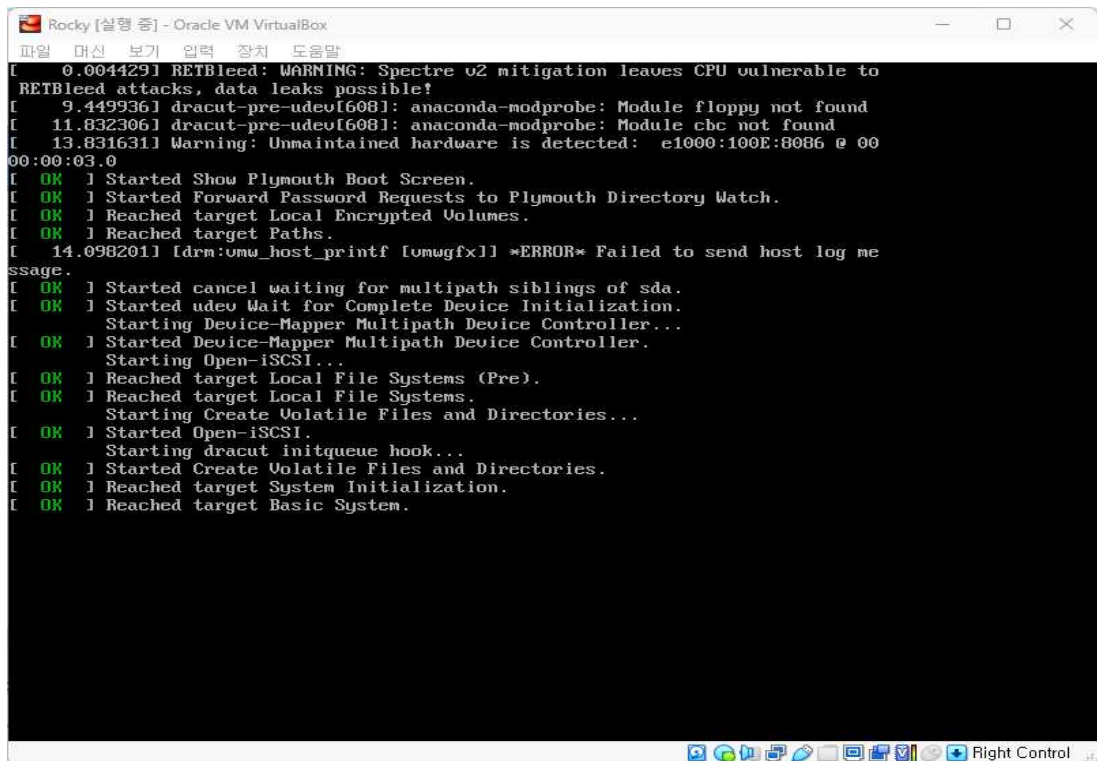 Rocky [실행 중] - Oracle VM VirtualBox
파일 머신 보기 입력 장치 도움말
[    0.004429] RETBleed: WARNING: Spectre v2 mitigation leaves CPU vulnerable to
 RETBleed attacks, data leaks possible!
[    9.449936] dracut-pre-udev[608]: anaconda-modprobe: Module floppy not found
[   11.832306] dracut-pre-udev[608]: anaconda-modprobe: Module cbc not found
[   13.831631] Warning: Unmaintained hardware is detected:  e1000:100E:8086 @ 00
00:00:03.0
[  OK  ] Started Show Plymouth Boot Screen.
[  OK  ] Started Forward Password Requests to Plymouth Directory Watch.
[  OK  ] Reached target Local Encrypted Volumes.
[  OK  ] Reached target Paths.
[   14.098201] [drm:vmw_host_printf [vmwgfx]] *ERROR* Failed to send host log me
ssage.
[  OK  ] Started cancel waiting for multipath siblings of sda.
[  OK  ] Started udev Wait for Complete Device Initialization.
         Starting Device-Mapper Multipath Device Controller...
[  OK  ] Started Device-Mapper Multipath Device Controller.
         Starting Open-iSCSI...
[  OK  ] Reached target Local File Systems (Pre).
[  OK  ] Reached target Local File Systems.
         Starting Create Volatile Files and Directories...
[  OK  ] Started Open-iSCSI.
         Starting dracut initqueue hook...
[  OK  ] Started Create Volatile Files and Directories.
[  OK  ] Reached target System Initialization.
[  OK  ] Reached target Basic System.
Right Control